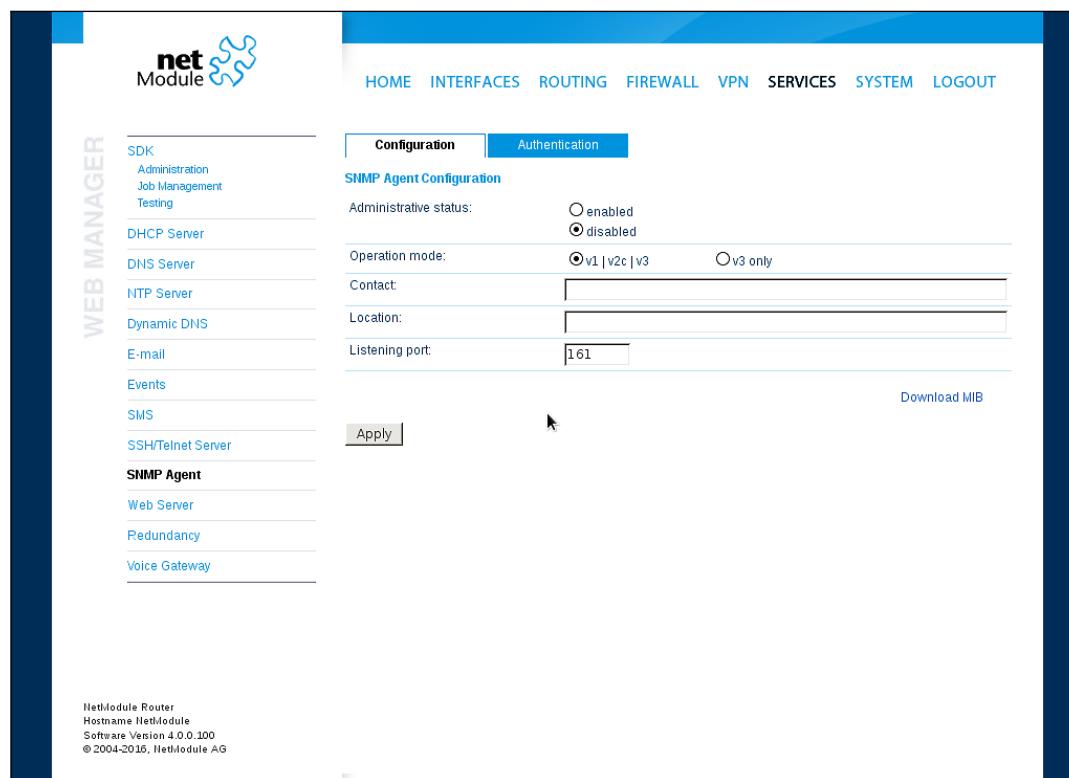 net
Module
HOME INTERFACES ROUTING FIREWALL VPN SERVICES SYSTEM LOGOUT
WEB MANAGER
SDK
Administration
Job Management
Testing
DHCP Server
DNS Server
NTP Server
Dynamic DNS
E-mail
Events
SMS
SSH/Telnet Server
SNMP Agent
Web Server
Redundancy
Voice Gateway
Configuration Authentication
SNMP Agent Configuration
Administrative status: enabled
disabled
Operation mode: v1 | v2c | v3 v3 only
Contact:
Location:
Listening port: 161
Download MIB
Apply
NetModule Router
Hostname NetModule
Software Version 4.0.0.100
© 2004-2016, NetModule AG